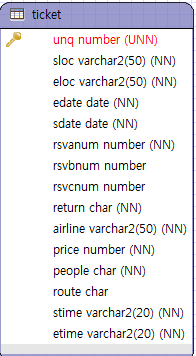 ticket
unq number (UNN)
sloc varchar2(50) (NN)
eloc varchar2(50) (NN)
edate date (NN)
sdate date (NN)
rsvanum number (NN)
rsvbnum number
rsvcnum number
return char (NN)
airline varchar2(50) (NN)
price number (NN)
people char (NN)
route char
stime varchar2(20) (NN)
etime varchar2(20) (NN)